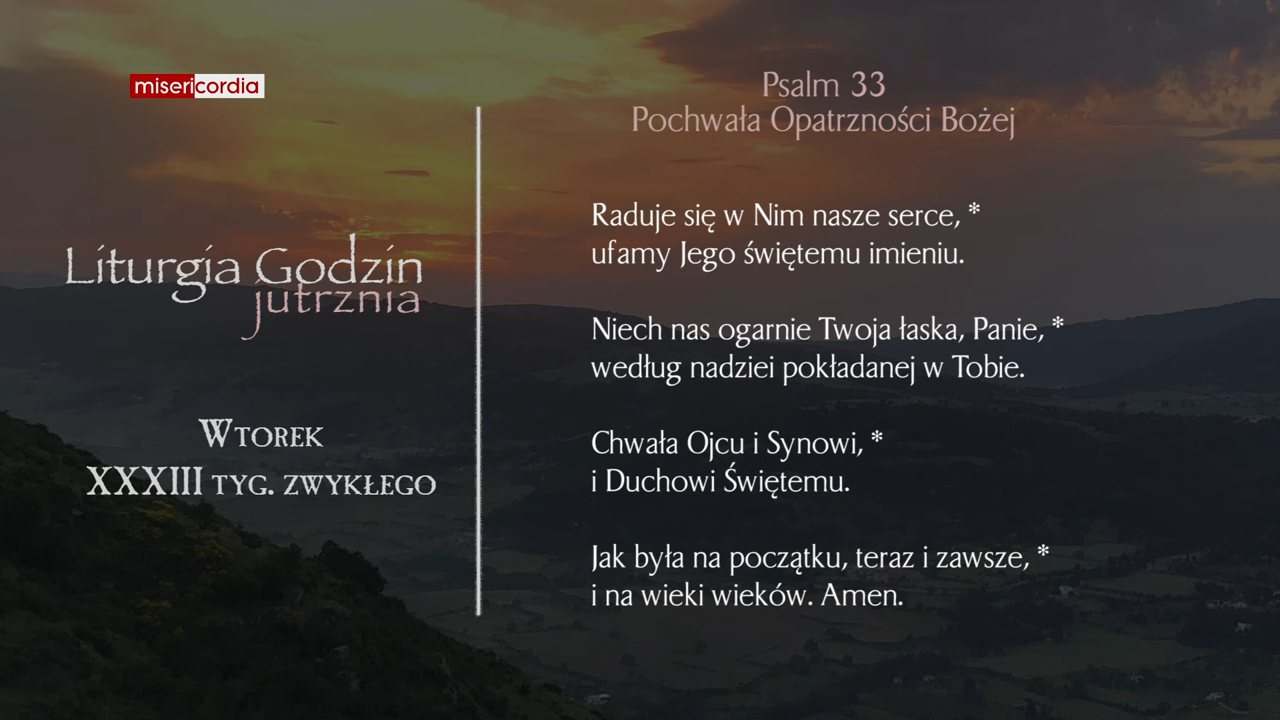 misericordia
Liturgia Godzin
jutrznia
Wtorek
XXXIII tyg. zwykłego
Psalm 33
Pochwała Opatrzności Bożej
Raduje się w Nim nasze serce, *
ufamy Jego świętemu imieniu.
Niech nas ogarnie Twoja łaska, Panie, *
według nadziei pokładanej w Tobie.
Chwała Ojcu i Synowi, *
i Duchowi Świętemu.
Jak była na początku, teraz i zawsze, *
i na wieki wieków. Amen.